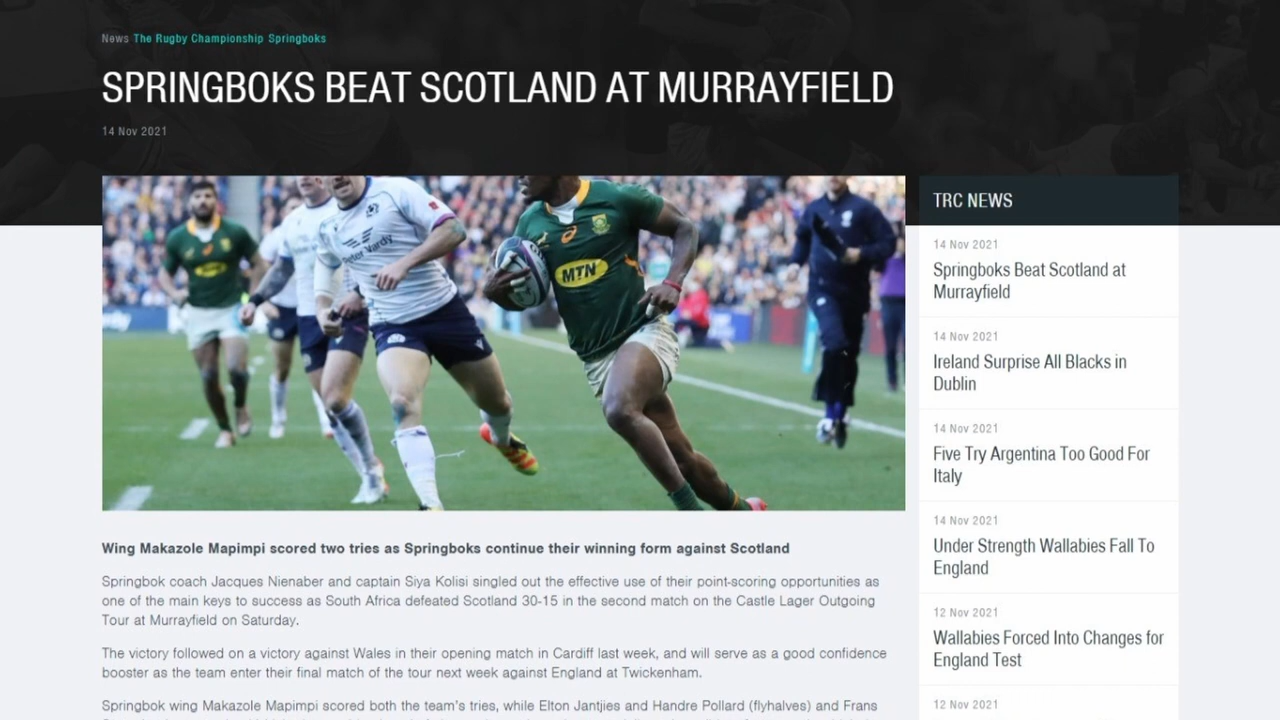 News The Rugby Championship Springboks
SPRINGBOKS BEAT SCOTLAND AT MURRAYFIELD
14 Nov 2021
Peter Vardy
MTN
TRC NEWS
14 Nov 2021
Springboks Beat Scotland at
Murrayfield
14 Nov 2021
Ireland Surprise All Blacks in
Dublin
14 Nov 2021
Five Try Argentina Too Good For
Italy
14 Nov 2021
Under Strength Wallabies Fall To
England
12 Nov 2021
Wallabies Forced Into Changes for
England Test
12 Nov 2021
Wing Makazole Mapimpi scored two tries as Springboks continue their winning form against Scotland
Springbok coach Jacques Nienaber and captain Siya Kolisi singled out the effective use of their point-scoring opportunities as
one of the main keys to success as South Africa defeated Scotland 30-15 in the second match on the Castle Lager Outgoing
Tour at Murrayfield on Saturday.
The victory followed on a victory against Wales in their opening match in Cardiff last week, and will serve as a good confidence
booster as the team enter their final match of the tour next week against England at Twickenham.
Springbok wing Makazole Mapimpi scored both the team's tries, while Elton Jantjies and Handre Pollard (flyhalves) and Frans